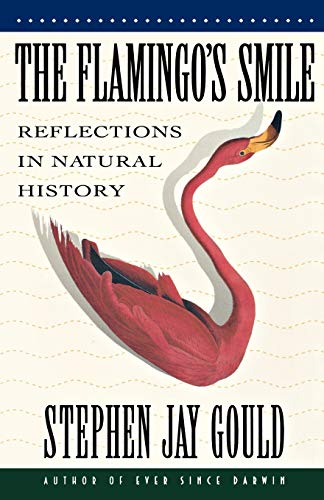 THE FLAMINGO'S SMILE
REFLECTIONS
IN NATURAL
HISTORY
STEPHEN JAY GOULD
AUTHOR OF EVER SINCE DARWIN